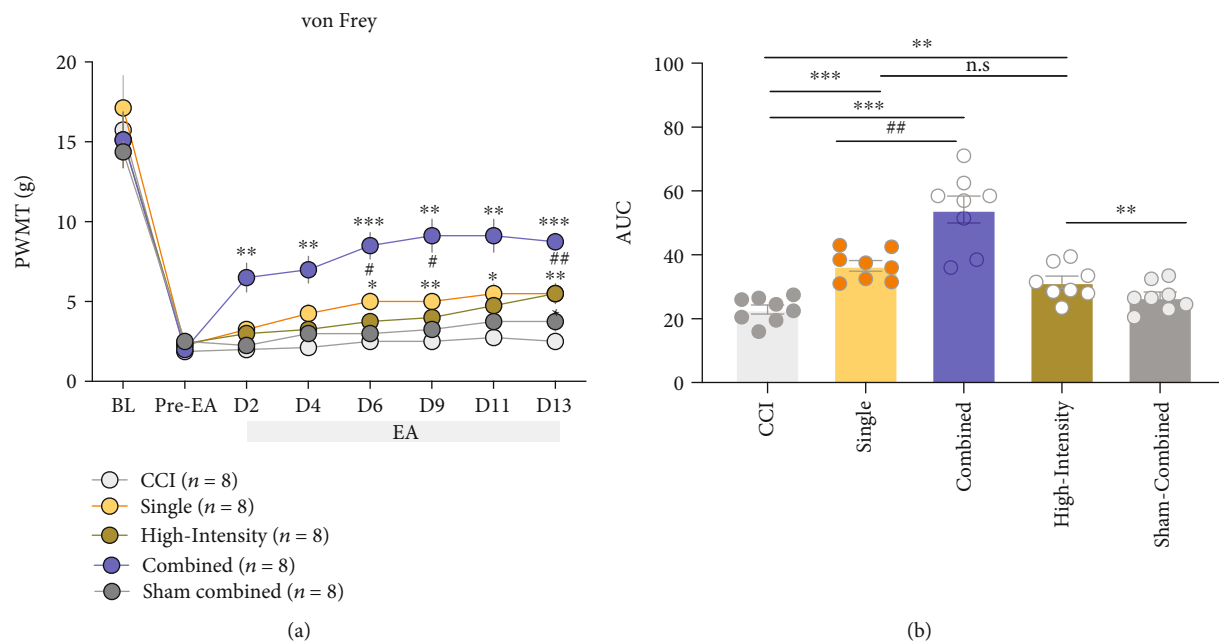 von Frey
PWMT (g)
20
15
10
5
0
** ** *** ** ** ***
# # ##
* ** * **
*
BL Pre-EA D2 D4 D6 D9 D11 D13
EA
CCI (n = 8)
Single (n = 8)
High-Intensity (n = 8)
Combined (n = 8)
Sham combined (n = 8)
(a)
AUC
100
80
60
40
20
0
**
n.s
***
***
##
**
CCI
Single
Combined
High-Intensity
Sham-Combined
(b)